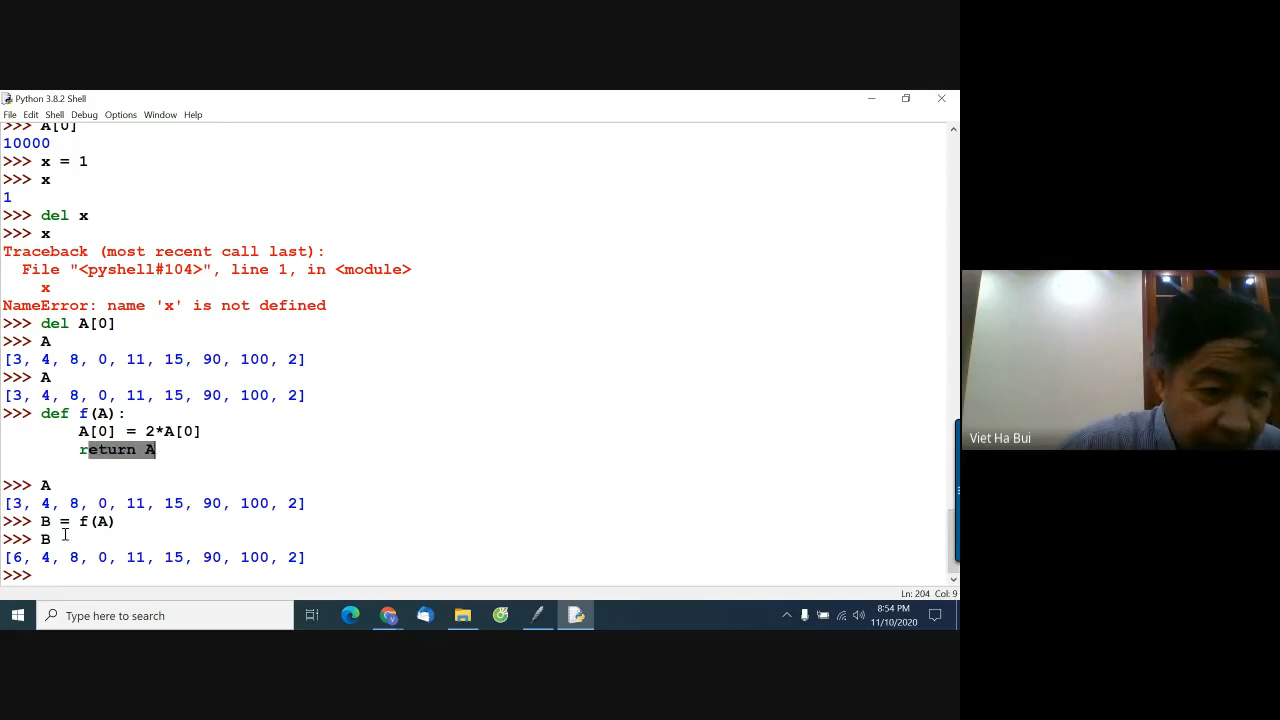 Python 3.8.2 Shell
File Edit Shell Debug Options Window Help
>>> A[0]
10000
>>> x = 1
>>> x
1
>>> del x
>>> x
Traceback (most recent call last):
  File "<pyshell#104>", line 1, in <module>
    x
NameError: name 'x' is not defined
>>> del A[0]
>>> A
[3, 4, 8, 0, 11, 15, 90, 100, 2]
>>> A
[3, 4, 8, 0, 11, 15, 90, 100, 2]
>>> def f(A):
        A[0] = 2*A[0]
        return A
>>> A
[3, 4, 8, 0, 11, 15, 90, 100, 2]
>>> B = f(A)
>>> B
[6, 4, 8, 0, 11, 15, 90, 100, 2]
>>>
Ln: 204 Col: 9
Type here to search
8:54 PM
11/10/2020
Viet Ha Bui